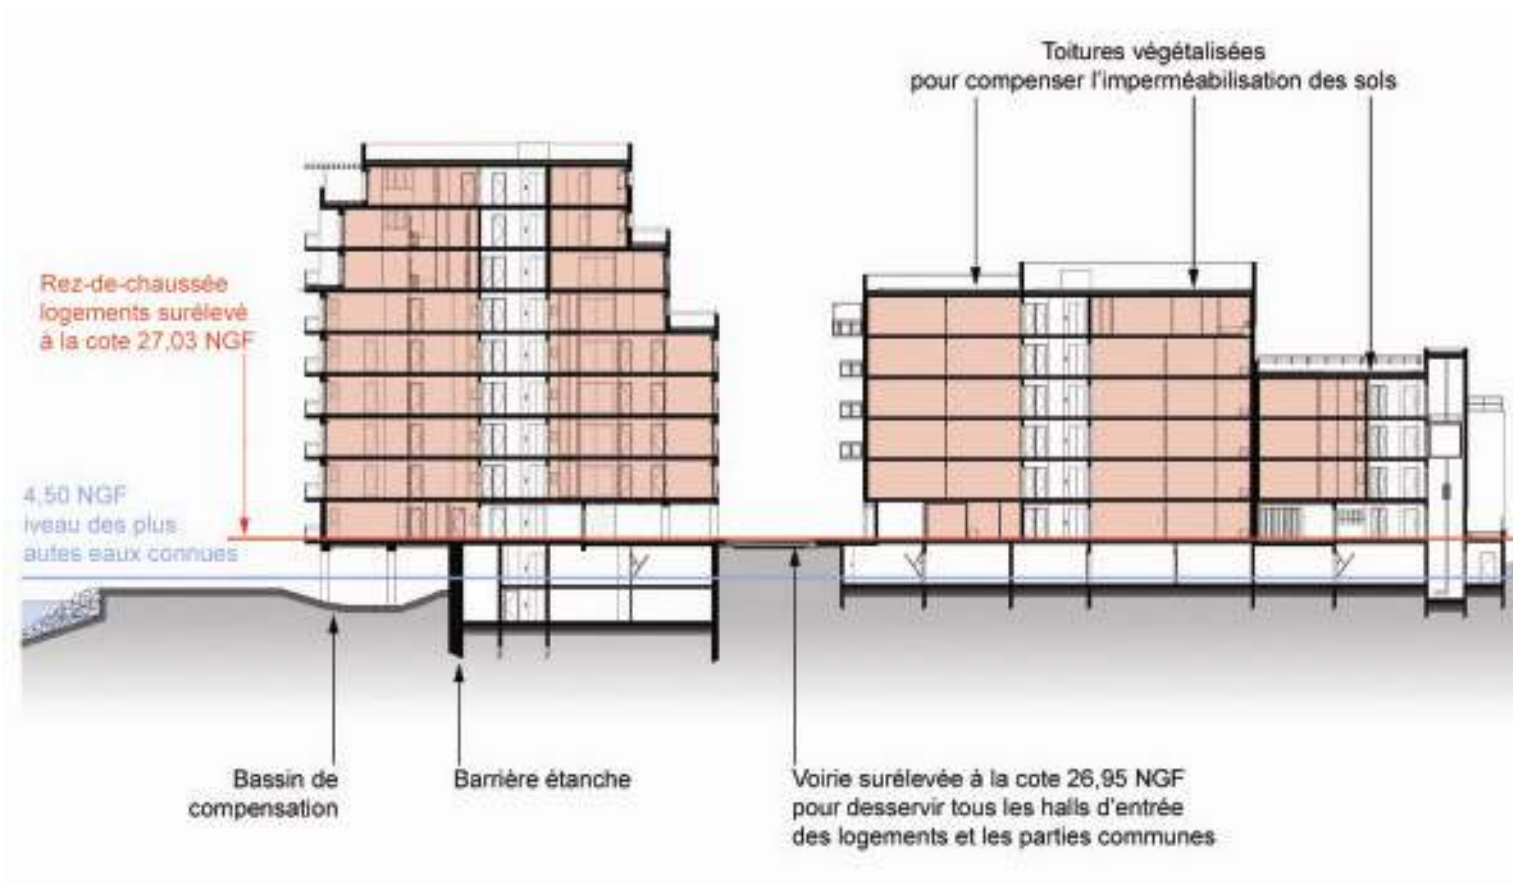 Toitures végétalisées
pour compenser l'imperméabilisation des sols
Rez-de-chaussée
logements surélevé
à la cote 27,03 NGF
4,50 NGF
iveau des plus
autes eaux connues
Bassin de
compensation
Barrière étanche
Voirie surélevée à la cote 26,95 NGF
pour desservir tous les halls d'entrée
des logements et les parties communes